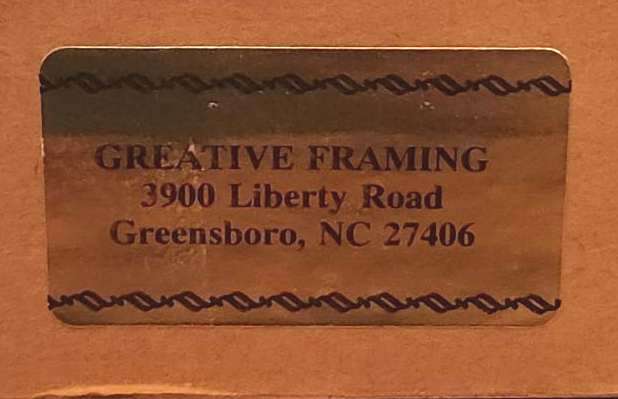 GREATIVE FRAMING
3900 Liberty Road
Greensboro, NC 27406